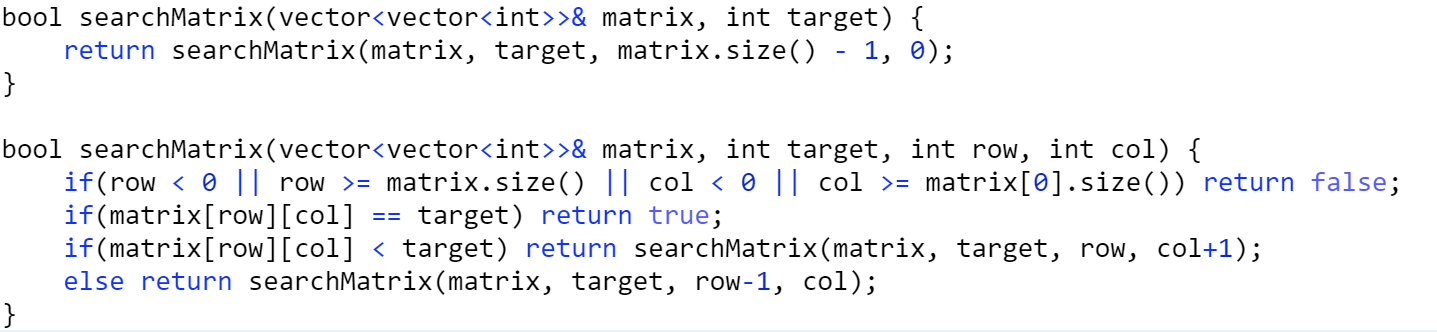 bool searchMatrix(vector<vector<int>>& matrix, int target) {
    return searchMatrix(matrix, target, matrix.size() - 1, 0);
}

bool searchMatrix(vector<vector<int>>& matrix, int target, int row, int col) {
    if(row < 0 || row >= matrix.size() || col < 0 || col >= matrix[0].size()) return false;
    if(matrix[row][col] == target) return true;
    if(matrix[row][col] < target) return searchMatrix(matrix, target, row, col+1);
    else return searchMatrix(matrix, target, row-1, col);
}